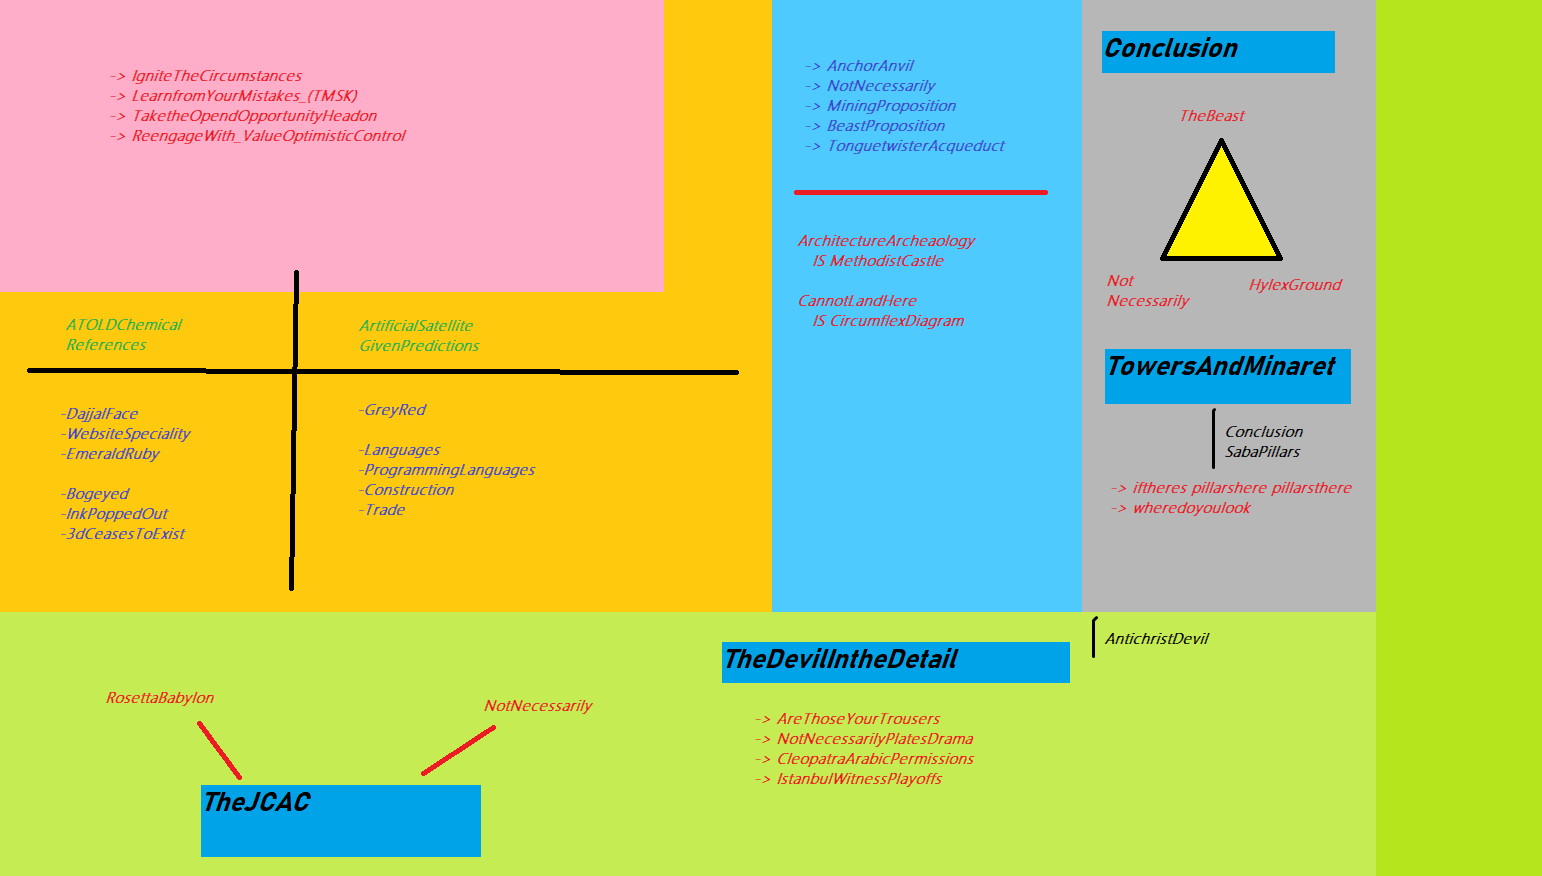 -> IgniteTheCircumstances
-> LearnfromYourMistakes_(TMSK)
-> TaketheOpendOpportunityHeadon
-> ReengageWith_ValueOptimisticControl
ATOLDChemical
References
ArtificialSatellite
GivenPredictions
-DajjalFace
-WebsiteSpeciality
-EmeraldRuby
-Bogeyed
-InkPoppedOut
-3dCeasesToExist
-GreyRed
-Languages
-ProgrammingLanguages
-Construction
-Trade
-> AnchorAnvil
-> NotNecessarily
-> MiningProposition
-> BeastProposition
-> TonguetwisterAcqueduct
ArchitectureArcheaology
IS MethodistCastle
CannotLandHere
IS CircumflexDiagram
Conclusion
TheBeast
Not
Necessarily
HylexGround
TowersAndMinaret
Conclusion
SabaPillars
-> iftheres pillarshere pillarsthere
-> wheredoyoulook
RosettaBabylon
NotNecessarily
TheJCAC
TheDevilIntheDetail
AntichristDevil
-> AreThoseYourTrousers
-> NotNecessarilyPlatesDrama
-> CleopatraArabicPermissions
-> IstanbulWitnessPlayoffs